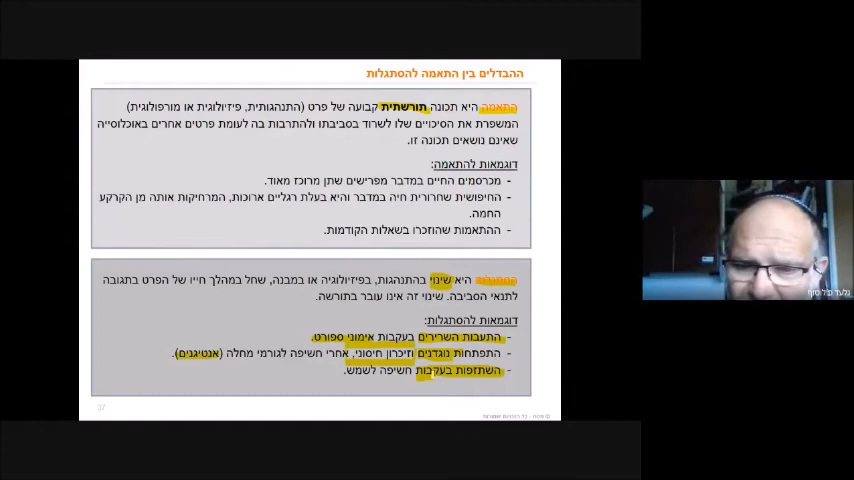 ההבדלים בין התאמה להסתגלות
התאמה היא תכונה תורשתית קבועה של פרט (התנהגותית, פיזיולוגית או מורפולוגית)
המשפרת את הסיכויים שלו לשרוד בסביבתו ולהתרבות בה לעומת פרטים אחרים באוכלוסייה
שאינם נושאים תכונה זו.
דוגמאות להתאמה:
- מכרסמים החיים במדבר מפרישים שתן מרוכז מאוד.
- החיפושית שחרורית חיה במדבר והיא בעלת רגליים ארוכות, המרחיקות אותה מן הקרקע
החמה.
- ההתאמות שהוזכרו בשאלות הקודמות.
הסתגלות היא שינוי בהתנהגות, בפיזיולוגיה או במבנה, שחל במהלך חייו של הפרט בתגובה
לתנאי הסביבה. שינוי זה אינו עובר בתורשה.
דוגמאות להסתגלות:
- התעבות השרירים בעקבות אימוני ספורט.
- התפתחות נוגדנים וזיכרון חיסוני, אחרי חשיפה לגורמי מחלה (אנטיגנים).
- השתזפות בעקבות חשיפה לשמש.
37